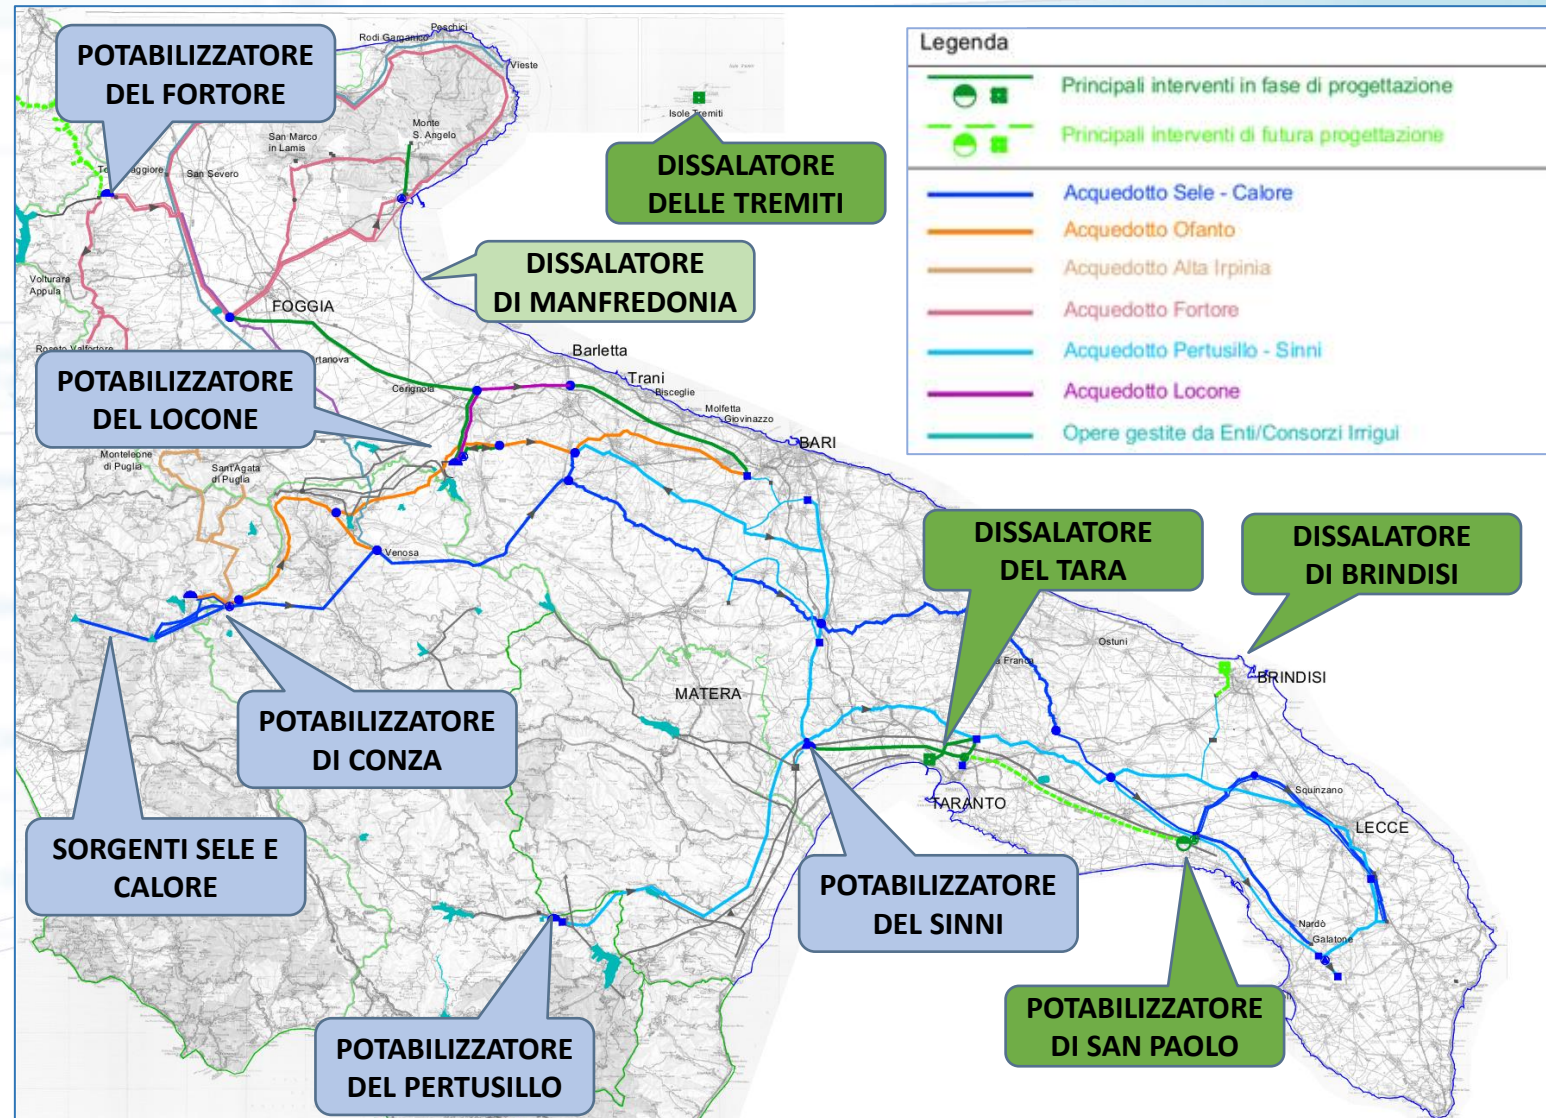 POTABILIZZATORE
DEL FORTORE
Rodi Garganico
Peschici
Vieste
Isole Tremiti
Monte
S. Angelo
San Marco
in Lamis
San Severo
DISSALATORE
DELLE TREMITI
Volturara
Appula
FOGGIA
DISSALATORE
DI MANFREDONIA
Legenda
Principali interventi in fase di progettazione
Principali interventi di futura progettazione
Acquedotto Sele - Calore
Acquedotto Ofanto
Acquedotto Alta Irpinia
Acquedotto Fortore
Acquedotto Pertusillo - Sinni
Acquedotto Locone
Opere gestite da Enti/Consorzi Irrigui
Barletta
Trani
Bisceglie
Molfetta
Giovinazzo
BARI
Cerignola
POTABILIZZATORE
DEL LOCONE
Monteleone
di Puglia
Sant'Agata
di Puglia
Venosa
DISSALATORE
DEL TARA
DISSALATORE
DI BRINDISI
Ostuni
Franca
BRINDISI
MATERA
POTABILIZZATORE
DI CONZA
SORGENTI SELE E
CALORE
TARANTO
Squinzano
LECCE
POTABILIZZATORE
DEL SINNI
Nardò
Galatone
POTABILIZZATORE
DI SAN PAOLO
POTABILIZZATORE
DEL PERTUSILLO